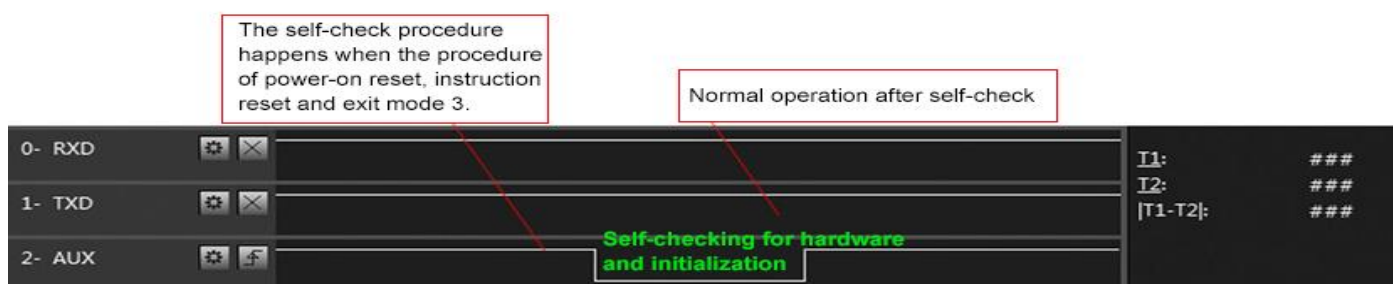 The self-check procedure
happens when the procedure
of power-on reset, instruction
reset and exit mode 3.
Normal operation after self-check
0- RXD
1- TXD
2- AUX
Self-checking for hardware
and initialization
T1: ###
T2: ###
|T1-T2|: ###